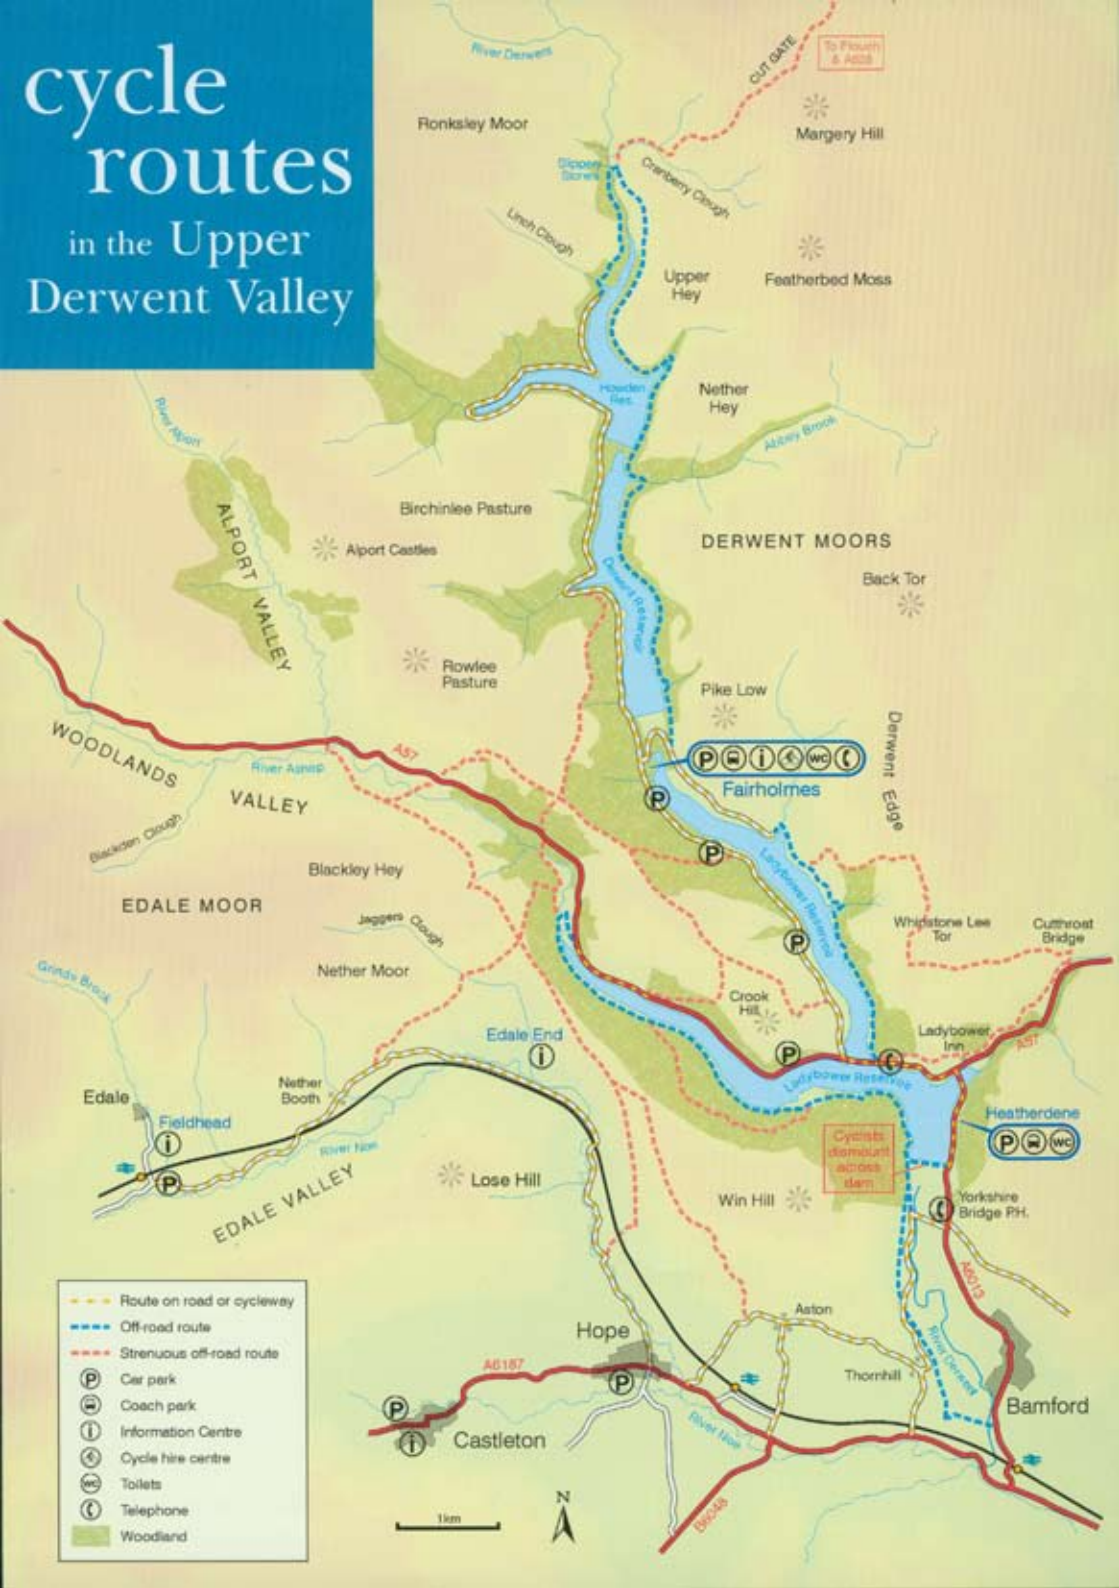 cycle
routes
in the Upper
Derwent Valley
River Derwent
CUT GATE
To Flouch
& A628
Ronksley Moor
Margery Hill
Slippery
Stones
Cranberry Clough
Linch Clough
Upper
Hey
Featherbed Moss
Howden
Res.
Nether
Hey
River Alport
Abbey Brook
Birchinlee Pasture
ALPORT VALLEY
Alport Castles
DERWENT MOORS
Derwent Reservoir
Back Tor
Rowlee
Pasture
Pike Low
WOODLANDS
VALLEY
A57
River Ashop
P i WC
Fairholmes
Derwent Edge
P
Blackden Clough
P
Blackley Hey
Ladybower Reservoir
EDALE MOOR
Jaggers Clough
Whinstone Lee
Tor
Cutthroat
Bridge
P
Nether Moor
Crook
Hill
Edale End
i
Ladybower
Inn
A57
P
Ladybower Reservoir
Nether
Booth
Edale
Fieldhead
i
Heatherdene
P WC
River Noe
Cyclists
dismount
across
dam
P
Lose Hill
Win Hill
Yorkshire
Bridge P.H.
EDALE VALLEY
A6013
Route on road or cycleway
Off-road route
Strenuous off-road route
P Car park
Coach park
i Information Centre
Cycle hire centre
WC Toilets
Telephone
Woodland
Aston
Hope
River Derwent
A6187
Thornhill
P
P
Bamford
i
Castleton
River Noe
N
1km
B6049